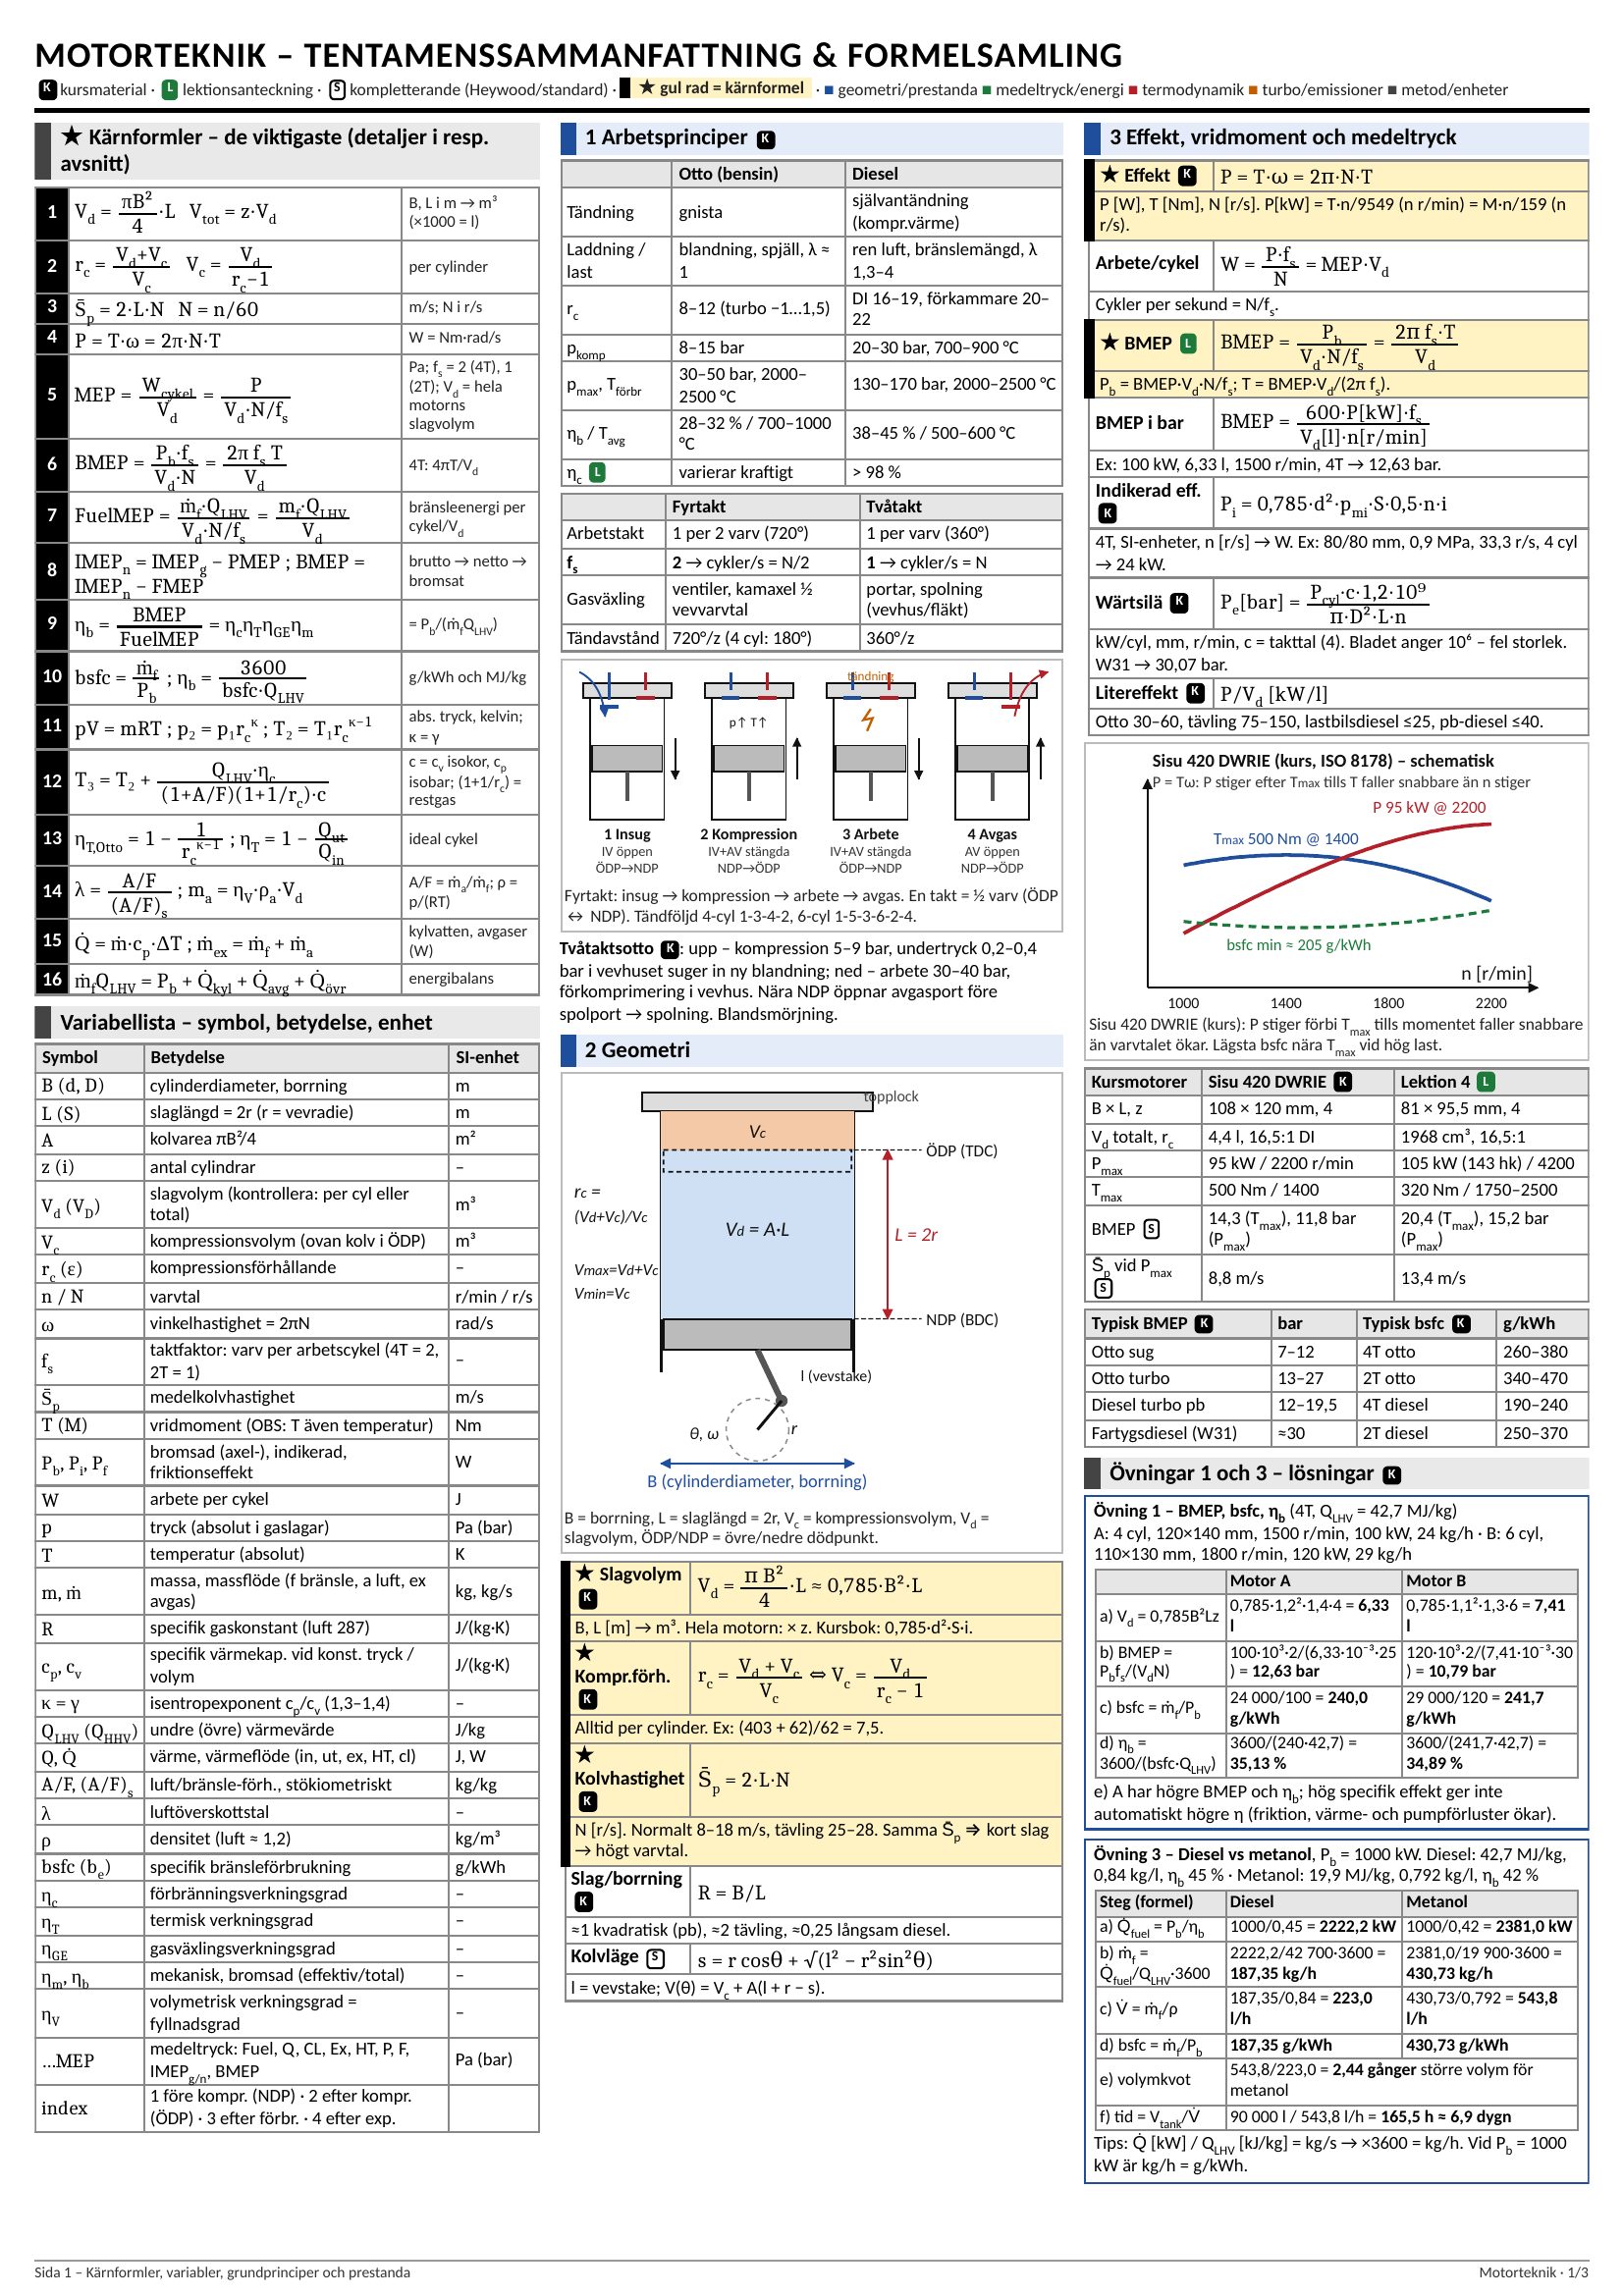 MOTORTEKNIK – TENTAMENSSAMMANFATTNING & FORMELSAMLING
K kursmaterial · L lektionsanteckning · S kompletterande (Heywood/standard) · ★ gul rad = kärnformel · ■ geometri/prestanda ■ medeltryck/energi ■ termodynamik ■ turbo/emissioner ■ metod/enheter
★ Kärnformler – de viktigaste (detaljer i resp.
avsnitt)
1 V_d = πB²/4·L V_tot = z·V_d B, L i m → m³ (×1000 = l)
2 r_c = (V_d+V_c)/V_c V_c = V_d/(r_c−1) per cylinder
3 S̄_p = 2·L·N N = n/60 m/s; N i r/s
4 P = T·ω = 2π·N·T W = Nm·rad/s
5 MEP = W_cykel/V_d = P/(V_d·N/f_s) Pa; f_s = 2 (4T), 1 (2T); V_d = hela motorns slagvolym
6 BMEP = P_b·f_s/(V_d·N) = 2π f_s T/V_d 4T: 4πT/V_d
7 FuelMEP = ṁ_f·Q_LHV/(V_d·N/f_s) = m_f·Q_LHV/V_d bränsleenergi per cykel/V_d
8 IMEP_n = IMEP_g − PMEP ; BMEP = IMEP_n − FMEP brutto → netto → bromsat
9 η_b = BMEP/FuelMEP = η_cη_Tη_GEη_m = P_b/(ṁ_fQ_LHV)
10 bsfc = ṁ_f/P_b ; η_b = 3600/(bsfc·Q_LHV) g/kWh och MJ/kg
11 pV = mRT ; p₂ = p₁r_c^κ ; T₂ = T₁r_c^κ−1 abs. tryck, kelvin; κ = γ
12 T₃ = T₂ + Q_LHV·η_c/((1+A/F)(1+1/r_c)·c) c = c_v isokor, c_p isobar; (1+1/r_c) = restgas
13 η_T,Otto = 1 − 1/r_c^κ−1 ; η_T = 1 − Q_ut/Q_in ideal cykel
14 λ = A/F/(A/F)_s ; m_a = η_V·ρ_a·V_d A/F = ṁ_a/ṁ_f; ρ = p/(RT)
15 Q̇ = ṁ·c_p·ΔT ; ṁ_ex = ṁ_f + ṁ_a kylvatten, avgaser (W)
16 ṁ_fQ_LHV = P_b + Q̇_kyl + Q̇_avg + Q̇_övr energibalans
Variabellista – symbol, betydelse, enhet
Symbol Betydelse SI-enhet
B (d, D) cylinderdiameter, borrning m
L (S) slaglängd = 2r (r = vevradie) m
A kolvarea πB²/4 m²
z (i) antal cylindrar –
V_d (V_D) slagvolym (kontrollera: per cyl eller total) m³
V_c kompressionsvolym (ovan kolv i ÖDP) m³
r_c (ε) kompressionsförhållande –
n / N varvtal r/min / r/s
ω vinkelhastighet = 2πN rad/s
f_s taktfaktor: varv per arbetscykel (4T = 2, 2T = 1) –
S̄_p medelkolvhastighet m/s
T (M) vridmoment (OBS: T även temperatur) Nm
P_b, P_i, P_f bromsad (axel-), indikerad, friktionseffekt W
W arbete per cykel J
p tryck (absolut i gaslagar) Pa (bar)
T temperatur (absolut) K
m, ṁ massa, massflöde (f bränsle, a luft, ex avgas) kg, kg/s
R specifik gaskonstant (luft 287) J/(kg·K)
c_p, c_v specifik värmekap. vid konst. tryck / volym J/(kg·K)
κ = γ isentropexponent c_p/c_v (1,3–1,4) –
Q_LHV (Q_HHV) undre (övre) värmevärde J/kg
Q, Q̇ värme, värmeflöde (in, ut, ex, HT, cl) J, W
A/F, (A/F)_s luft/bränsle-förh., stökiometriskt kg/kg
λ luftöverskottstal –
ρ densitet (luft ≈ 1,2) kg/m³
bsfc (b_e) specifik bränsleförbrukning g/kWh
η_c förbränningsverkningsgrad –
η_T termisk verkningsgrad –
η_GE gasväxlingsverkningsgrad –
η_m, η_b mekanisk, bromsad (effektiv/total) –
η_V volymetrisk verkningsgrad = fyllnadsgrad –
…MEP medeltryck: Fuel, Q, CL, Ex, HT, P, F, IMEP_g/n, BMEP Pa (bar)
index 1 före kompr. (NDP) · 2 efter kompr. (ÖDP) · 3 efter förbr. · 4 efter exp.
1 Arbetsprinciper K
Otto (bensin) Diesel
Tändning gnista självantändning (kompr.värme)
Laddning / last blandning, spjäll, λ ≈ 1 ren luft, bränslemängd, λ 1,3–4
r_c 8–12 (turbo −1…1,5) DI 16–19, förkammare 20–22
p_komp 8–15 bar 20–30 bar, 700–900 °C
p_max, T_förbr 30–50 bar, 2000–2500 °C 130–170 bar, 2000–2500 °C
η_b / T_avg 28–32 % / 700–1000 °C 38–45 % / 500–600 °C
η_c L varierar kraftigt > 98 %
Fyrtakt Tvåtakt
Arbetstakt 1 per 2 varv (720°) 1 per varv (360°)
f_s 2 → cykler/s = N/2 1 → cykler/s = N
Gasväxling ventiler, kamaxel ½ vevvarvtal portar, spolning (vevhus/fläkt)
Tändavstånd 720°/z (4 cyl: 180°) 360°/z
tändning
p↑ T↑
1 Insug 2 Kompression 3 Arbete 4 Avgas
IV öppen IV+AV stängda IV+AV stängda AV öppen
ÖDP→NDP NDP→ÖDP ÖDP→NDP NDP→ÖDP
Fyrtakt: insug → kompression → arbete → avgas. En takt = ½ varv (ÖDP
↔ NDP). Tändföljd 4-cyl 1-3-4-2, 6-cyl 1-5-3-6-2-4.
Tvåtaktsotto K: upp – kompression 5–9 bar, undertryck 0,2–0,4
bar i vevhuset suger in ny blandning; ned – arbete 30–40 bar,
förkomprimering i vevhus. Nära NDP öppnar avgasport före
spolport → spolning. Blandsmörjning.
2 Geometri
topplock
Vc
ÖDP (TDC)
rc =
(Vd+Vc)/Vc
Vd = A·L
L = 2r
Vmax=Vd+Vc
Vmin=Vc
NDP (BDC)
l (vevstake)
θ, ω
r
B (cylinderdiameter, borrning)
B = borrning, L = slaglängd = 2r, V_c = kompressionsvolym, V_d =
slagvolym, ÖDP/NDP = övre/nedre dödpunkt.
★ Slagvolym K V_d = π B²/4·L ≈ 0,785·B²·L
B, L [m] → m³. Hela motorn: × z. Kursbok: 0,785·d²·S·i.
★ Kompr.förh. K r_c = (V_d + V_c)/V_c ⇔ V_c = V_d/(r_c − 1)
Alltid per cylinder. Ex: (403 + 62)/62 = 7,5.
★ Kolvhastighet K S̄_p = 2·L·N
N [r/s]. Normalt 8–18 m/s, tävling 25–28. Samma S̄_p ⇒ kort slag
→ högt varvtal.
Slag/borrning K R = B/L
≈1 kvadratisk (pb), ≈2 tävling, ≈0,25 långsam diesel.
Kolvläge S s = r cosθ + √(l² − r²sin²θ)
l = vevstake; V(θ) = V_c + A(l + r − s).
3 Effekt, vridmoment och medeltryck
★ Effekt K P = T·ω = 2π·N·T
P [W], T [Nm], N [r/s]. P[kW] = T·n/9549 (n r/min) = M·n/159 (n
r/s).
Arbete/cykel W = P·f_s/N = MEP·V_d
Cykler per sekund = N/f_s.
★ BMEP L BMEP = P_b/(V_d·N/f_s) = 2π f_s·T/V_d
P_b = BMEP·V_d·N/f_s; T = BMEP·V_d/(2π f_s).
BMEP i bar BMEP = 600·P[kW]·f_s/(V_d[l]·n[r/min])
Ex: 100 kW, 6,33 l, 1500 r/min, 4T → 12,63 bar.
Indikerad eff. K P_i = 0,785·d²·p_mi·S·0,5·n·i
4T, SI-enheter, n [r/s] → W. Ex: 80/80 mm, 0,9 MPa, 33,3 r/s, 4 cyl
→ 24 kW.
Wärtsilä K P_e[bar] = P_cyl·c·1,2·10⁹/(π·D²·L·n)
kW/cyl, mm, r/min, c = takttal (4). Bladet anger 10⁶ – fel storlek.
W31 → 30,07 bar.
Litereffekt K P/V_d [kW/l]
Otto 30–60, tävling 75–150, lastbilsdiesel ≤25, pb-diesel ≤40.
Sisu 420 DWRIE (kurs, ISO 8178) – schematisk
P = Tω: P stiger efter Tmax tills T faller snabbare än n stiger
P 95 kW @ 2200
Tmax 500 Nm @ 1400
bsfc min ≈ 205 g/kWh
n [r/min]
1000 1400 1800 2200
Sisu 420 DWRIE (kurs): P stiger förbi T_max tills momentet faller snabbare
än varvtalet ökar. Lägsta bsfc nära T_max vid hög last.
Kursmotorer Sisu 420 DWRIE K Lektion 4 L
B × L, z 108 × 120 mm, 4 81 × 95,5 mm, 4
V_d totalt, r_c 4,4 l, 16,5:1 DI 1968 cm³, 16,5:1
P_max 95 kW / 2200 r/min 105 kW (143 hk) / 4200
T_max 500 Nm / 1400 320 Nm / 1750–2500
BMEP S 14,3 (T_max), 11,8 bar (P_max) 20,4 (T_max), 15,2 bar (P_max)
S̄_p vid P_max S 8,8 m/s 13,4 m/s
Typisk BMEP K bar Typisk bsfc K g/kWh
Otto sug 7–12 4T otto 260–380
Otto turbo 13–27 2T otto 340–470
Diesel turbo pb 12–19,5 4T diesel 190–240
Fartygsdiesel (W31) ≈30 2T diesel 250–370
Övningar 1 och 3 – lösningar K
Övning 1 – BMEP, bsfc, η_b (4T, Q_LHV = 42,7 MJ/kg)
A: 4 cyl, 120×140 mm, 1500 r/min, 100 kW, 24 kg/h · B: 6 cyl,
110×130 mm, 1800 r/min, 120 kW, 29 kg/h
Motor A Motor B
a) V_d = 0,785B²Lz 0,785·1,2²·1,4·4 = 6,33 l 0,785·1,1²·1,3·6 = 7,41 l
b) BMEP = P_bf_s/(V_dN) 100·10³·2/(6,33·10⁻³·25) = 12,63 bar 120·10³·2/(7,41·10⁻³·30) = 10,79 bar
c) bsfc = ṁ_f/P_b 24 000/100 = 240,0 g/kWh 29 000/120 = 241,7 g/kWh
d) η_b = 3600/(bsfc·Q_LHV) 3600/(240·42,7) = 35,13 % 3600/(241,7·42,7) = 34,89 %
e) A har högre BMEP och η_b; hög specifik effekt ger inte
automatiskt högre η (friktion, värme- och pumpförluster ökar).
Övning 3 – Diesel vs metanol, P_b = 1000 kW. Diesel: 42,7 MJ/kg,
0,84 kg/l, η_b 45 % · Metanol: 19,9 MJ/kg, 0,792 kg/l, η_b 42 %
Steg (formel) Diesel Metanol
a) Q̇_fuel = P_b/η_b 1000/0,45 = 2222,2 kW 1000/0,42 = 2381,0 kW
b) ṁ_f = Q̇_fuel/Q_LHV·3600 2222,2/42 700·3600 = 187,35 kg/h 2381,0/19 900·3600 = 430,73 kg/h
c) V̇ = ṁ_f/ρ 187,35/0,84 = 223,0 l/h 430,73/0,792 = 543,8 l/h
d) bsfc = ṁ_f/P_b 187,35 g/kWh 430,73 g/kWh
e) volymkvot 543,8/223,0 = 2,44 gånger större volym för metanol
f) tid = V_tank/V̇ 90 000 l / 543,8 l/h = 165,5 h ≈ 6,9 dygn
Tips: Q̇ [kW] / Q_LHV [kJ/kg] = kg/s → ×3600 = kg/h. Vid P_b = 1000
kW är kg/h = g/kWh.
Sida 1 – Kärnformler, variabler, grundprinciper och prestanda
Motorteknik · 1/3